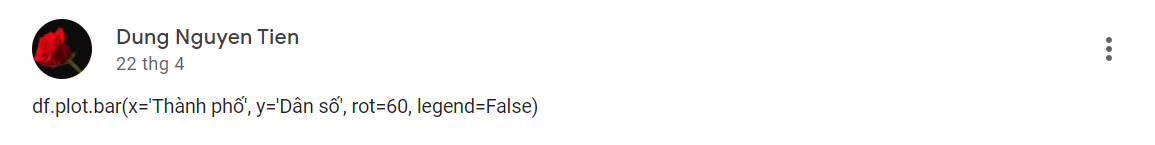 Dung Nguyen Tien
22 thg 4
df.plot.bar(x='Thành phố', y='Dân số', rot=60, legend=False)